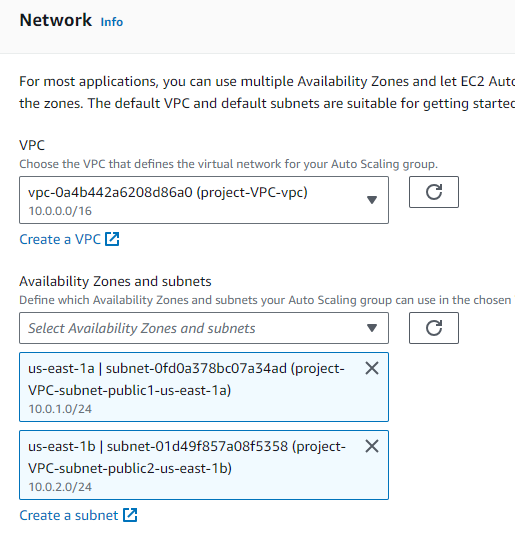 Network Info
For most applications, you can use multiple Availability Zones and let EC2 Auto
the zones. The default VPC and default subnets are suitable for getting started
VPC
Choose the VPC that defines the virtual network for your Auto Scaling group.
vpc-0a4b442a6208d86a0 (project-VPC-vpc)
10.0.0.0/16
Create a VPC
Availability Zones and subnets
Define which Availability Zones and subnets your Auto Scaling group can use in the chosen
Select Availability Zones and subnets
us-east-1a | subnet-0fd0a378bc07a34ad (project-
VPC-subnet-public1-us-east-1a)
10.0.1.0/24
us-east-1b | subnet-01d49f857a08f5358 (project-
VPC-subnet-public2-us-east-1b)
10.0.2.0/24
Create a subnet